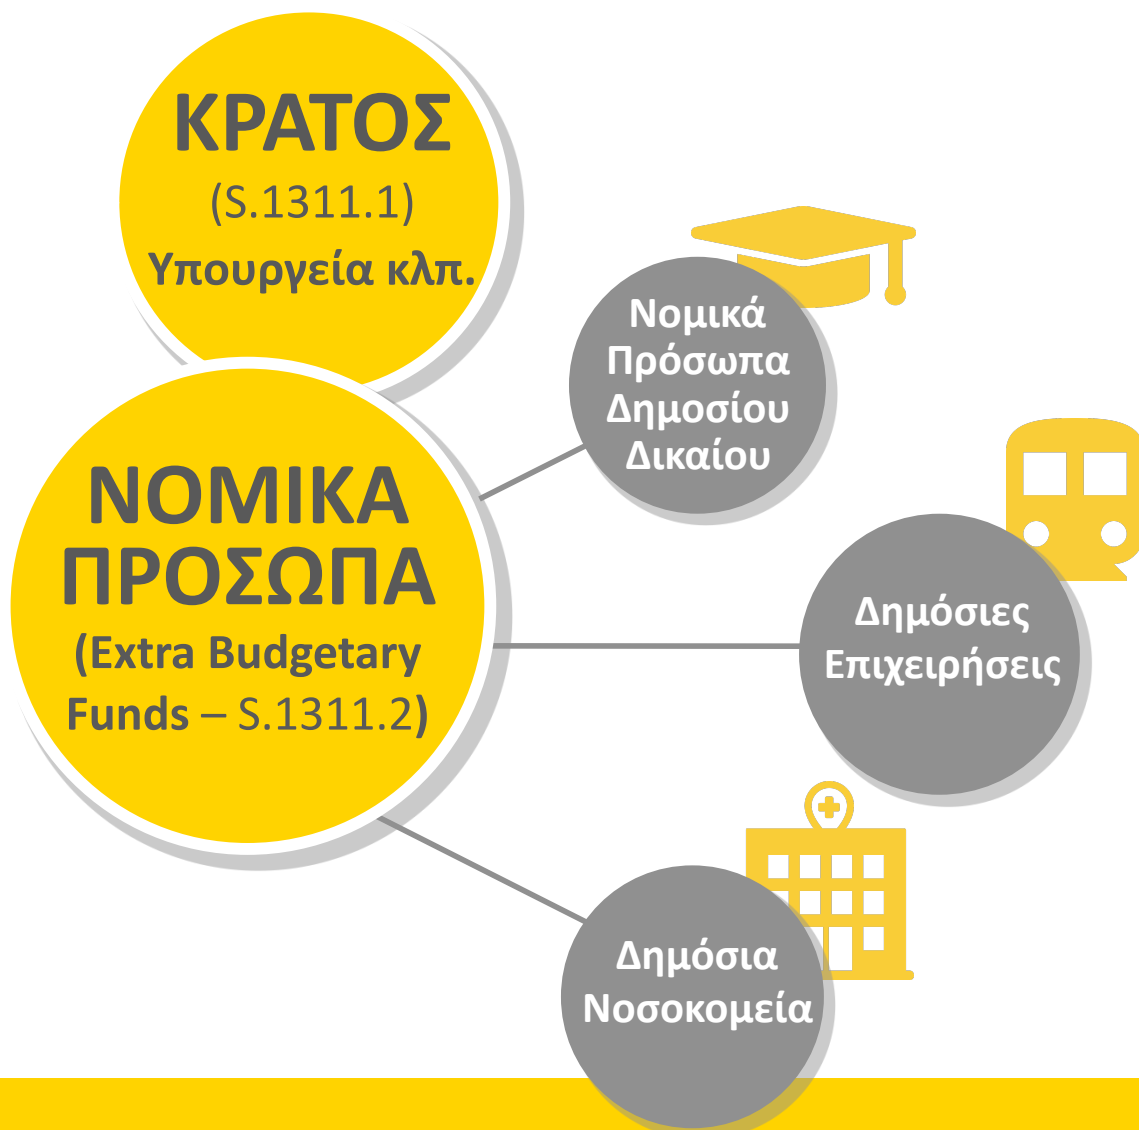 ΚΡΑΤΟΣ
(S.1311.1)
Υπουργεία κλπ.
ΝΟΜΙΚΑ
ΠΡΟΣΩΠΑ
(Extra Budgetary
Funds – S.1311.2)
Νομικά
Πρόσωπα
Δημοσίου
Δικαίου
Δημόσιες
Επιχειρήσεις
Δημόσια
Νοσοκομεία